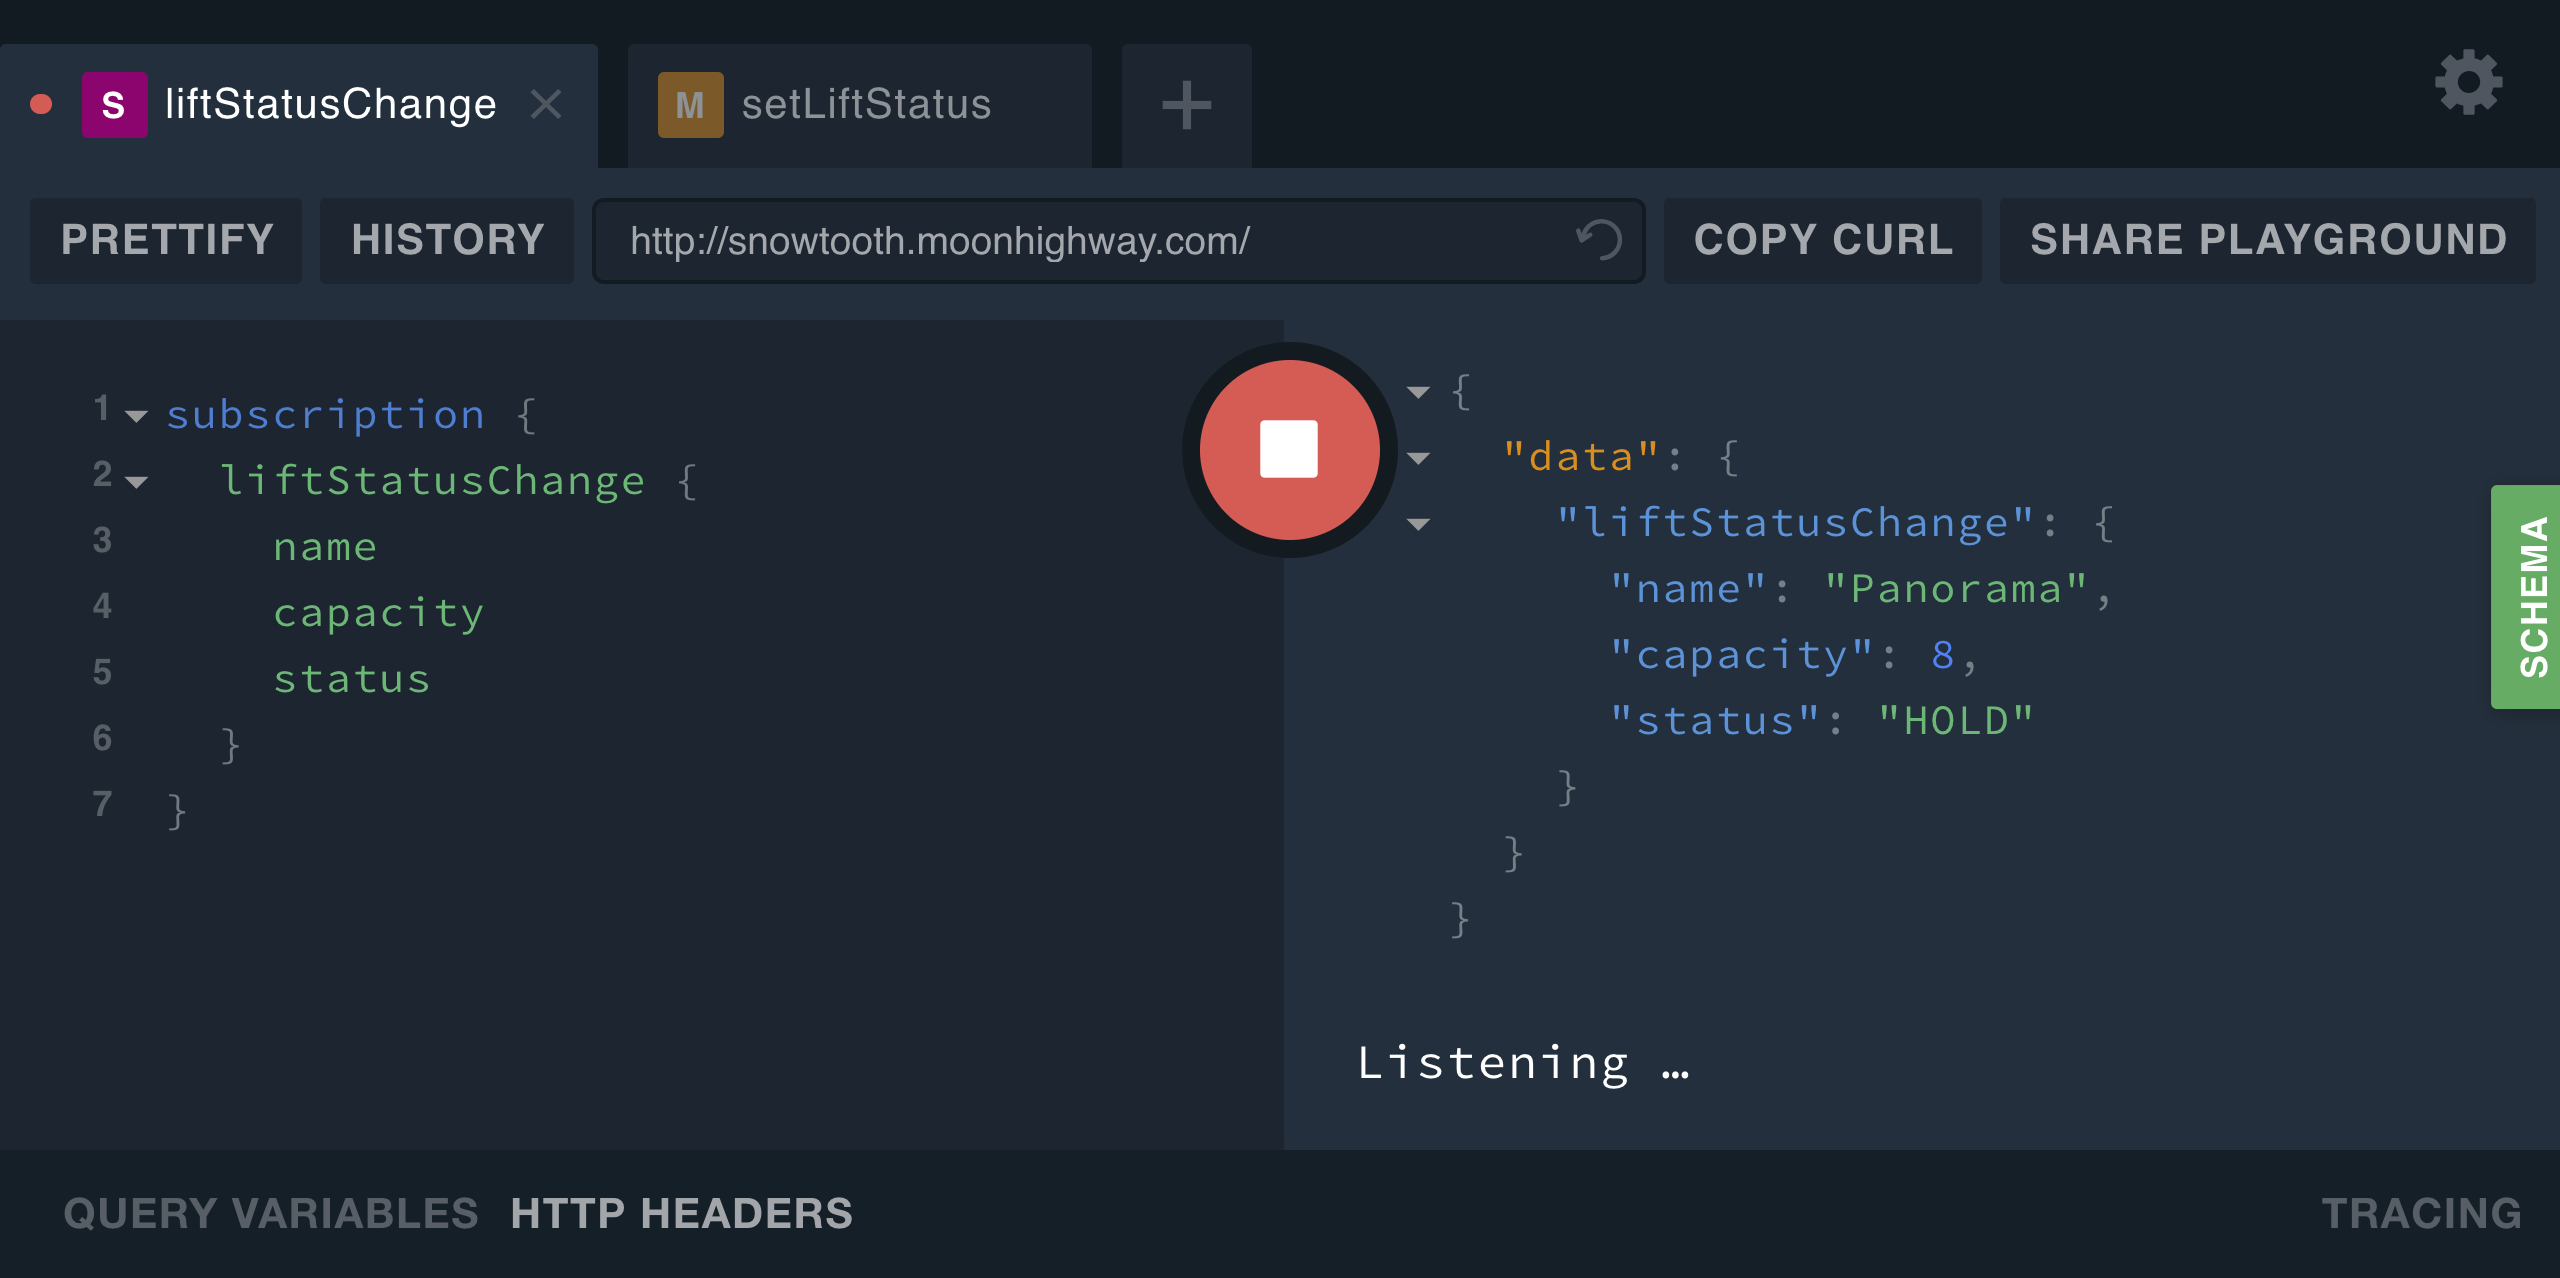 S liftStatusChange
M setLiftStatus
PRETTIFY HISTORY http://snowtooth.moonhighway.com/ COPY CURL SHARE PLAYGROUND
1 subscription {
2 liftStatusChange {
3 name
4 capacity
5 status
6 }
7 }
{
"data": {
"liftStatusChange": {
"name": "Panorama",
"capacity": 8,
"status": "HOLD"
}
}
}
Listening …
SCHEMA
QUERY VARIABLES HTTP HEADERS TRACING